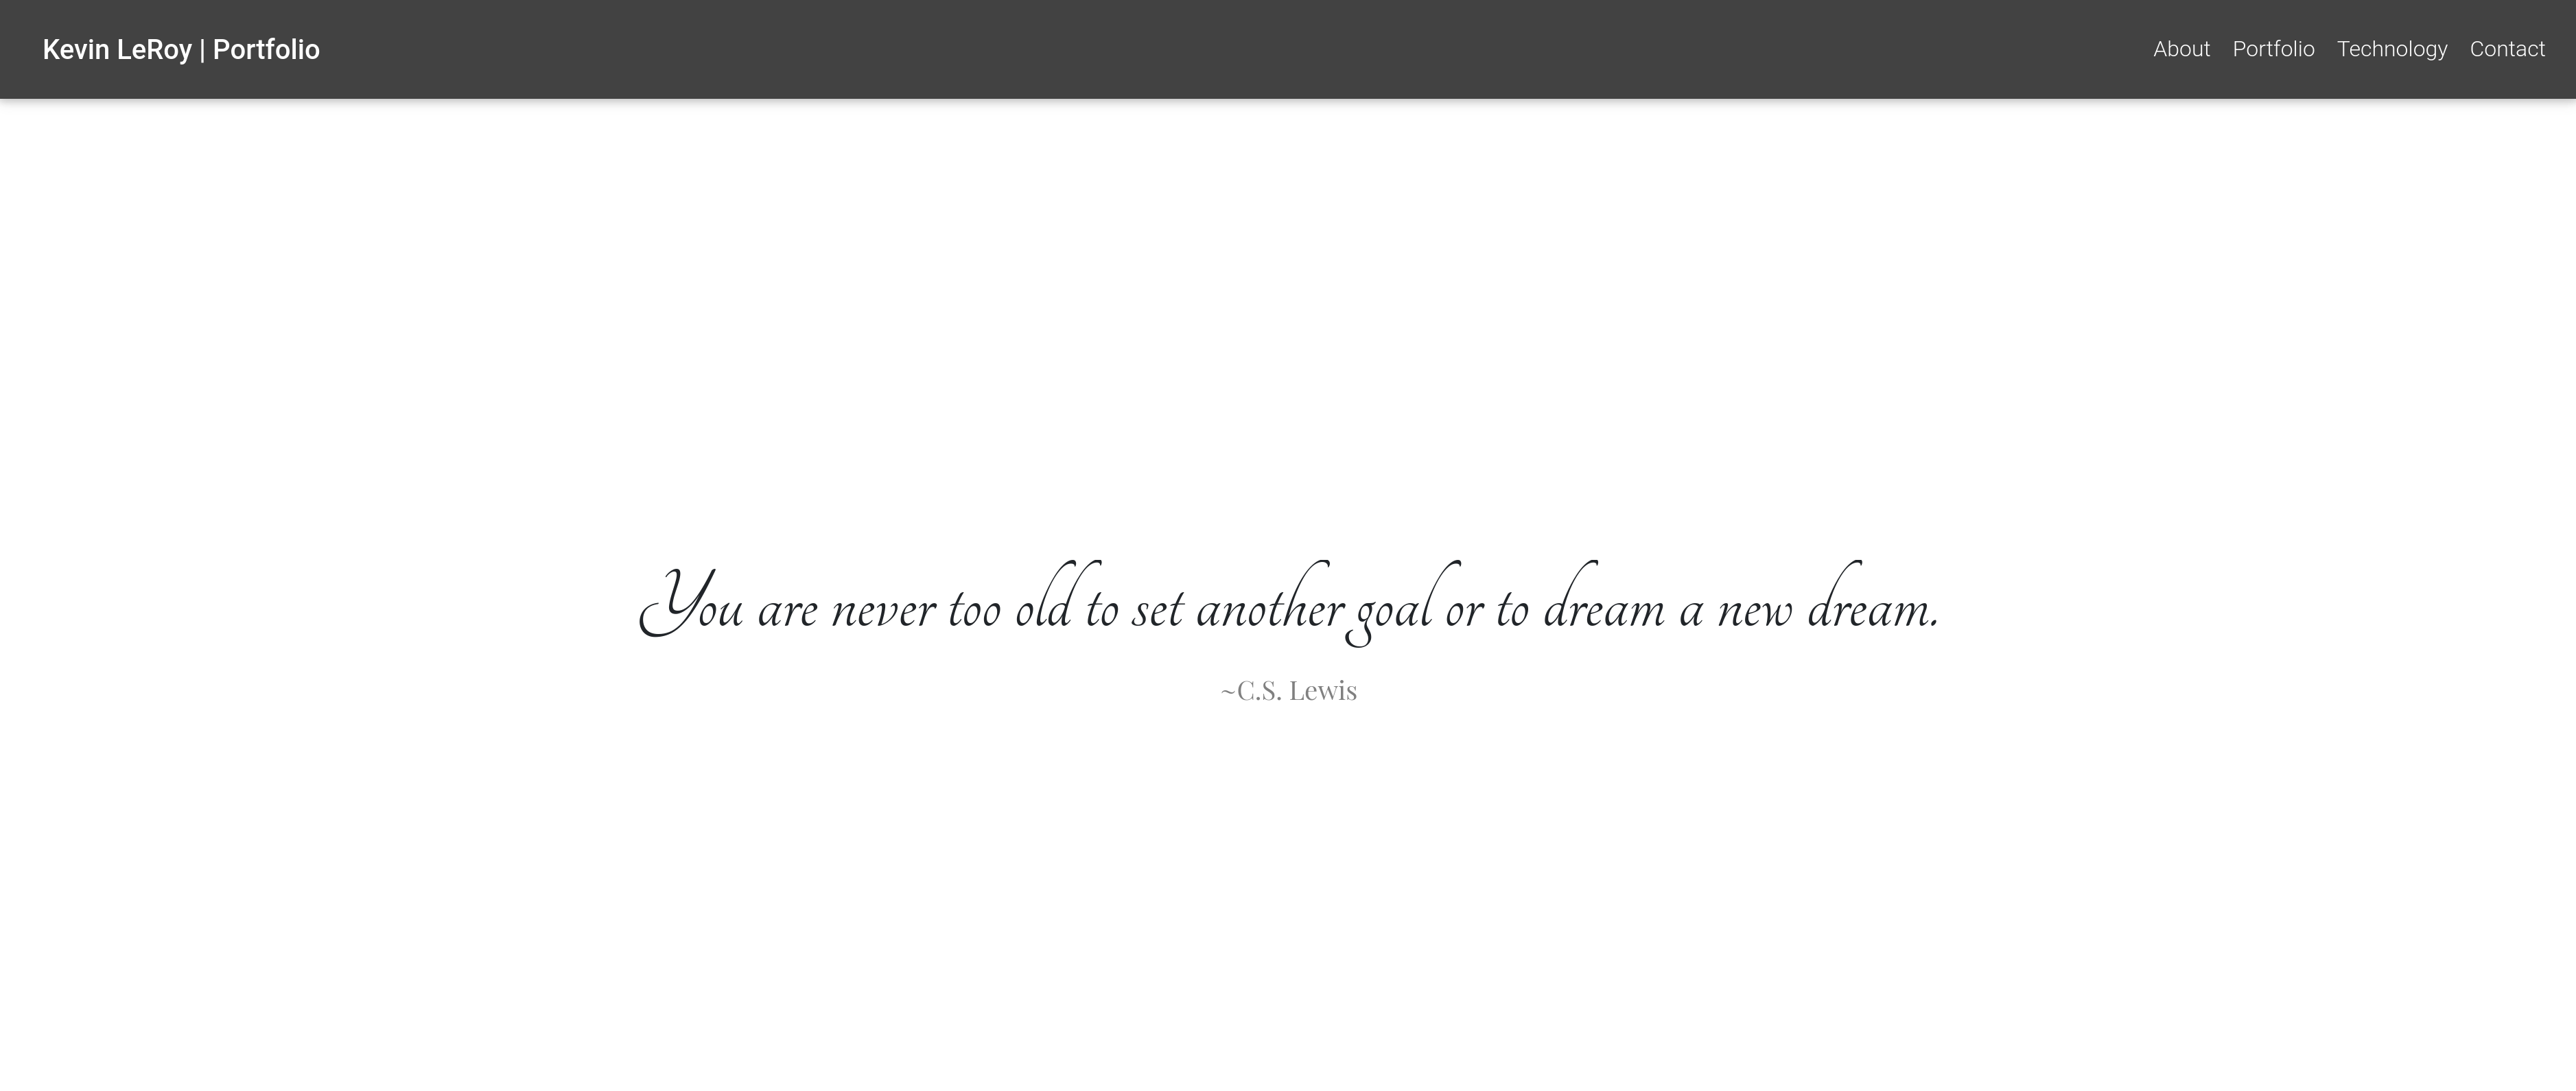 Kevin LeRoy | Portfolio
About Portfolio Technology Contact
You are never too old to set another goal or to dream a new dream.
~C.S. Lewis